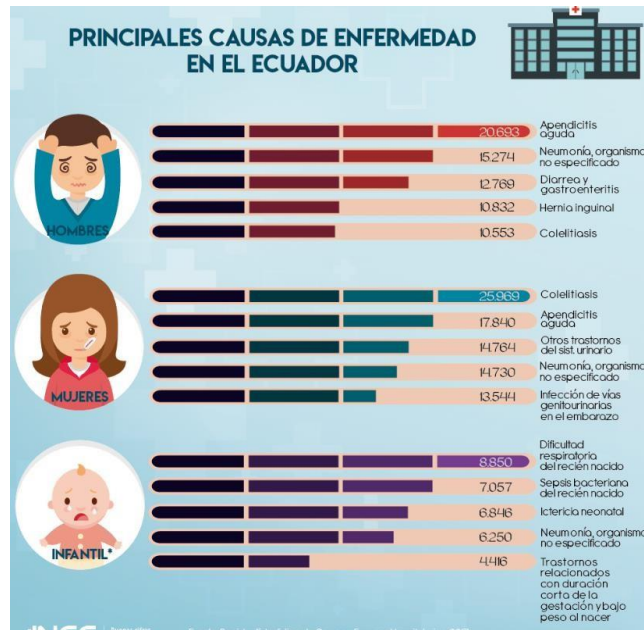 PRINCIPALES CAUSAS DE ENFERMEDAD
EN EL ECUADOR
HOMBRES
20.693
Apendicitis
aguda
15.274
Neumonía, organismo
no especificado
12.769
Diarrea y
gastroenteritis
10.832
Hernia inguinal
10.553
Colelitiasis
MUJERES
25.969
Colelitiasis
17.840
Apendicitis
aguda
14.764
Otros trastornos
del sist. urinario
14.730
Neumonía, organismo
no especificado
13.544
Infección de vías
genitourinarias
en el embarazo
INFANTIL*
8.850
Dificultad
respiratoria
del recién nacido
7.057
Sepsis bacteriana
del recién nacido
6.846
Ictericia neonatal
6.250
Neumonía, organismo
no especificado
4.416
Trastornos
relacionados
con duración
corta de la
gestación y bajo
peso al nacer